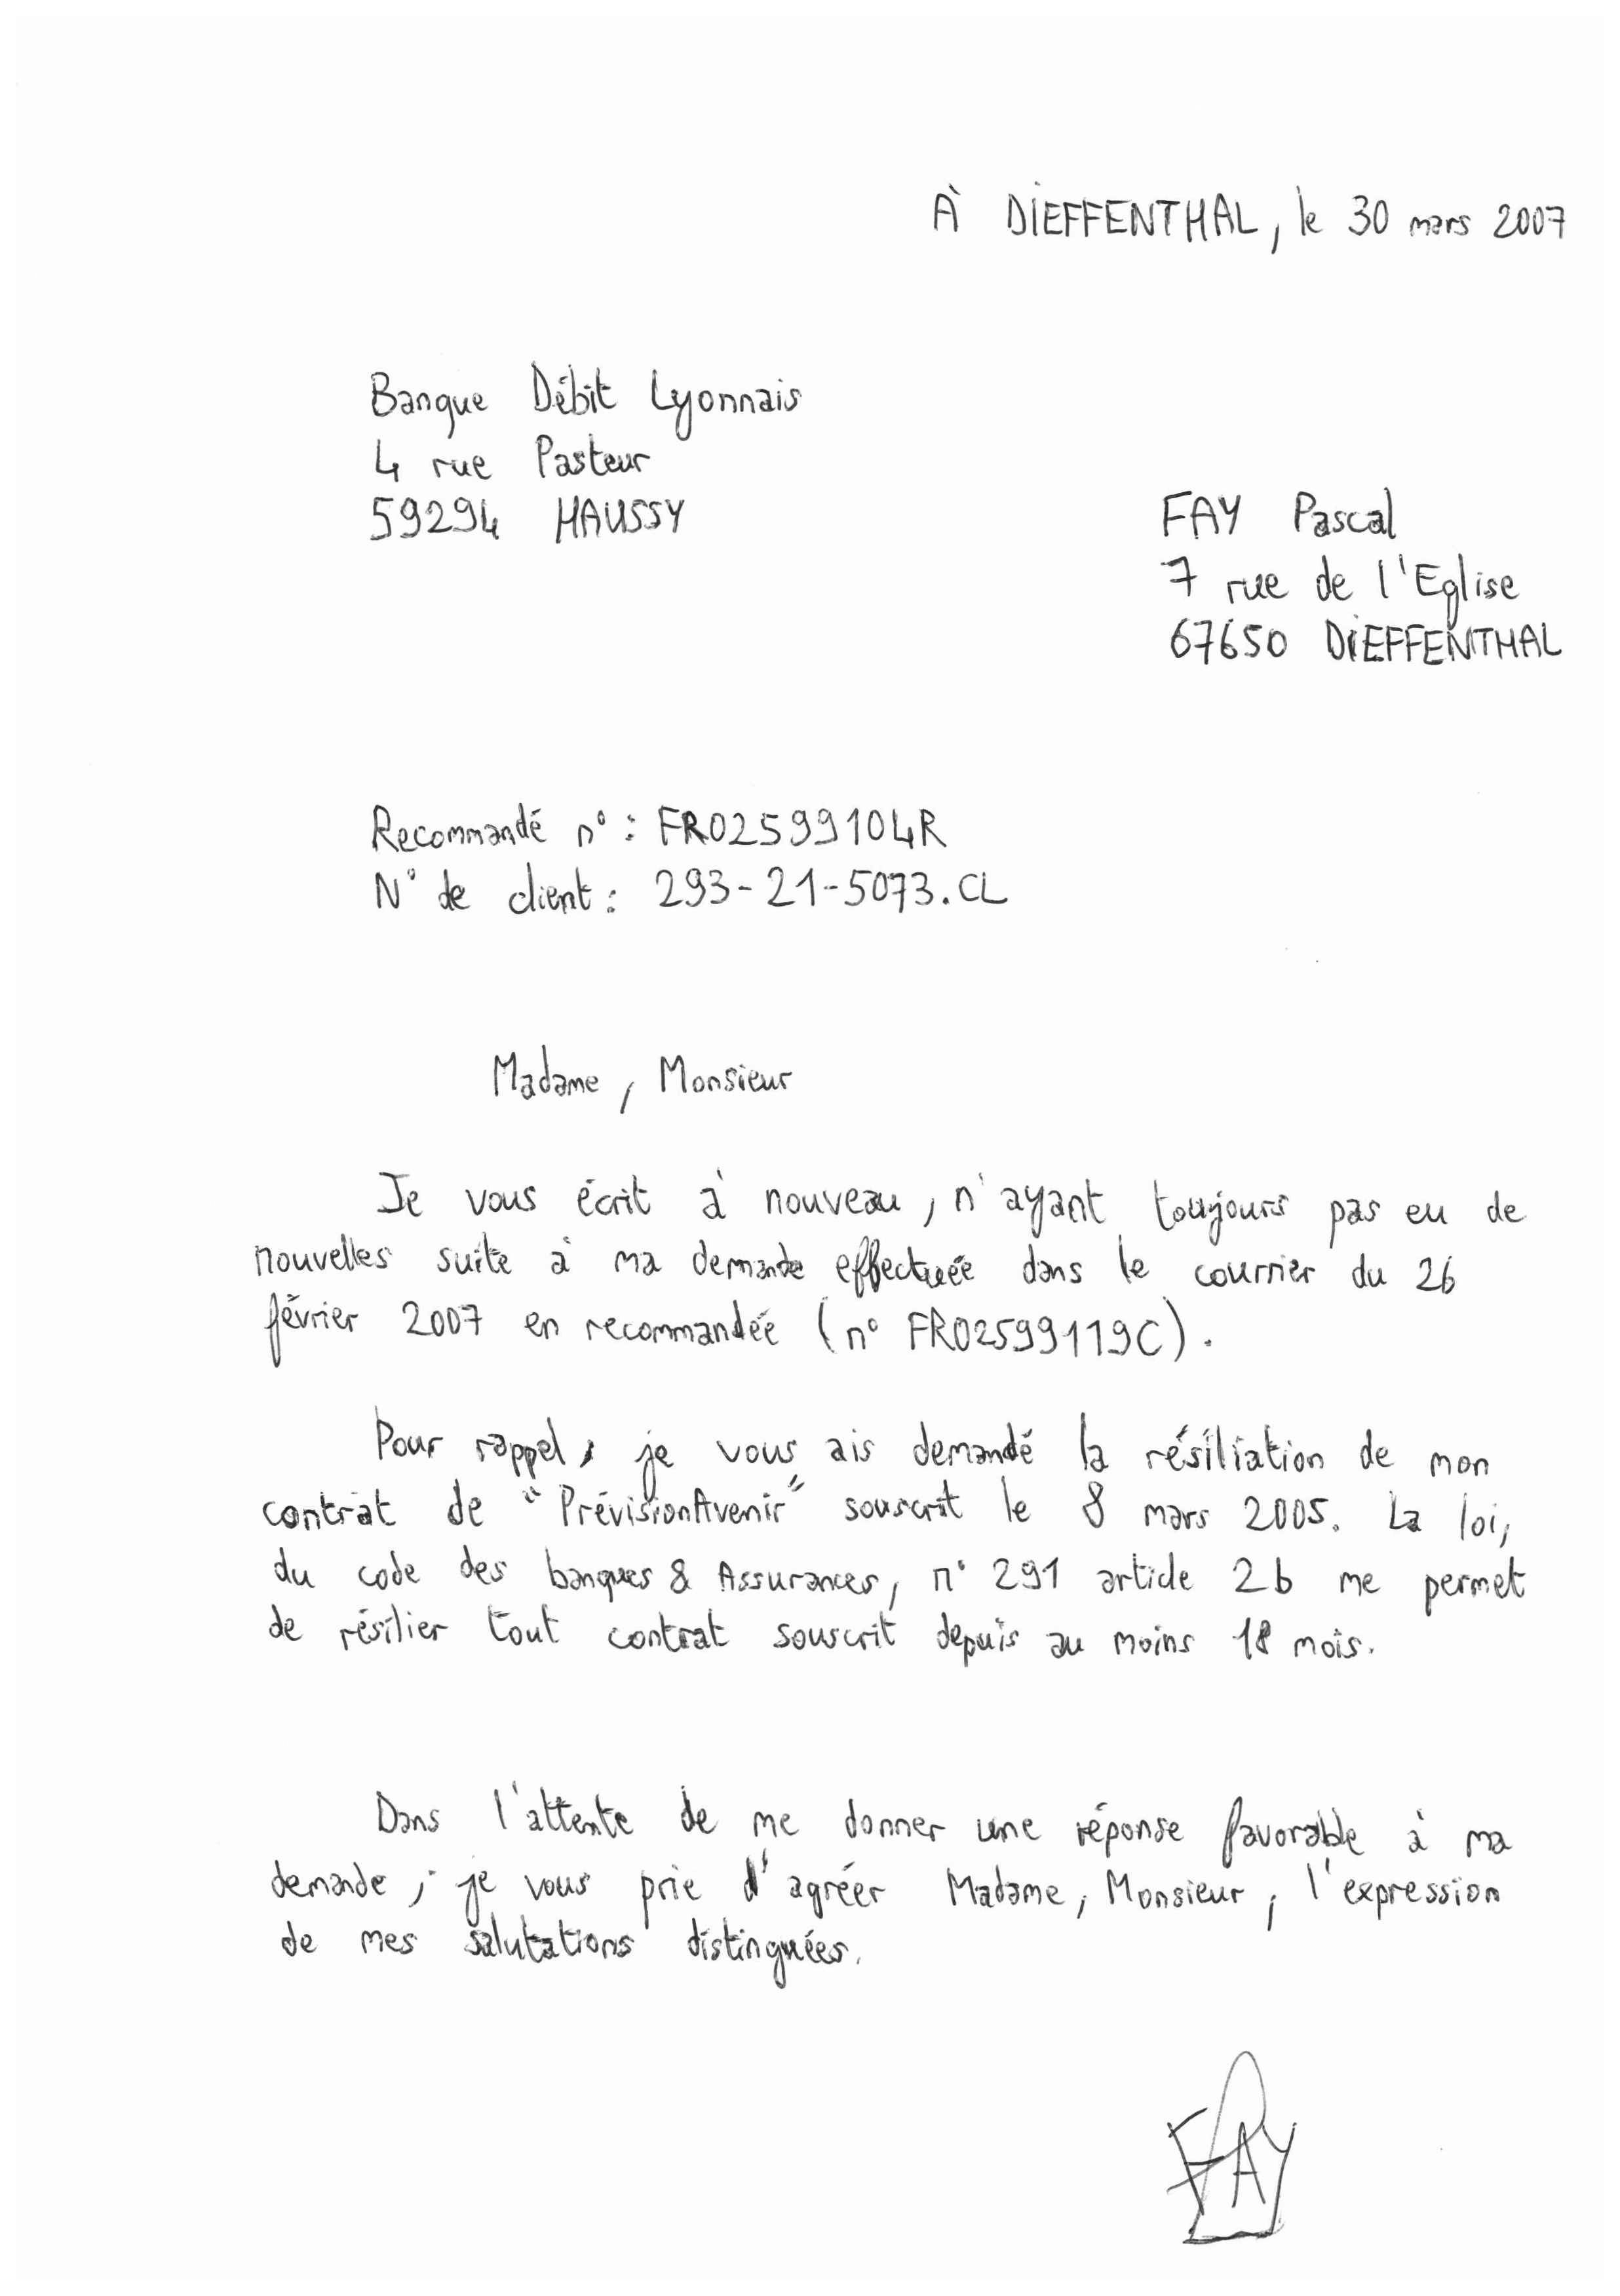 À DIEFFENTHAL, le 30 mars 2007
Banque Débit Lyonnais
4 rue Pasteur
59294 HAUSSY
FAY Pascal
7 rue de l'Eglise
67650 DIEFFENTHAL
Recommandé n° : FR02599104R
N° de client : 293-21-5073.CL
Madame, Monsieur
Je vous écrit à nouveau, n'ayant toujours pas eu de
nouvelles suite à ma demande effectuée dans le courrier du 26
février 2007 en recommandée (n° FR02599119C).
Pour rappel, je vous ais demandé la résiliation de mon
contrat de "PrévisionAvenir" souscrit le 8 mars 2005. La loi,
du code des banques & Assurances, n° 291 article 2b me permet
de résilier tout contrat souscrit depuis au moins 18 mois.
Dans l'attente de me donner une réponse favorable à ma
demande, je vous prie d'agréer Madame, Monsieur, l'expression
de mes salutations distinguées.
FAY